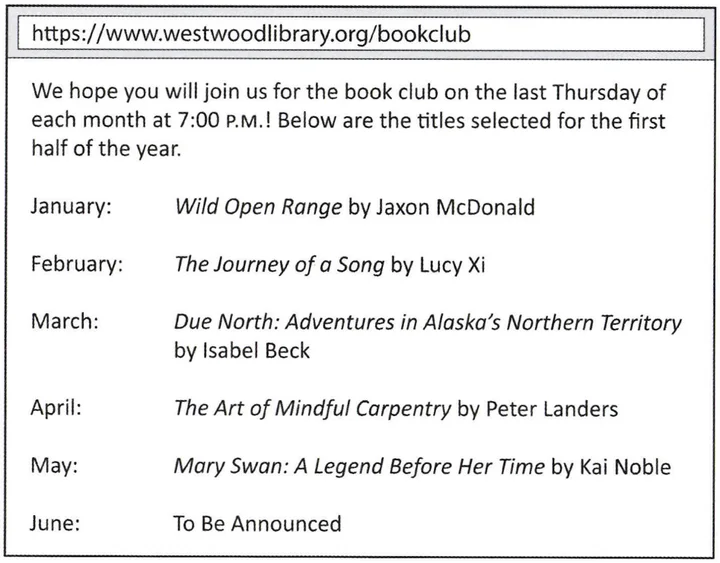 https://www.westwoodlibrary.org/bookclub
We hope you will join us for the book club on the last Thursday of
each month at 7:00 P.M.! Below are the titles selected for the first
half of the year.
January: Wild Open Range by Jaxon McDonald
February: The Journey of a Song by Lucy Xi
March: Due North: Adventures in Alaska's Northern Territory
by Isabel Beck
April: The Art of Mindful Carpentry by Peter Landers
May: Mary Swan: A Legend Before Her Time by Kai Noble
June: To Be Announced